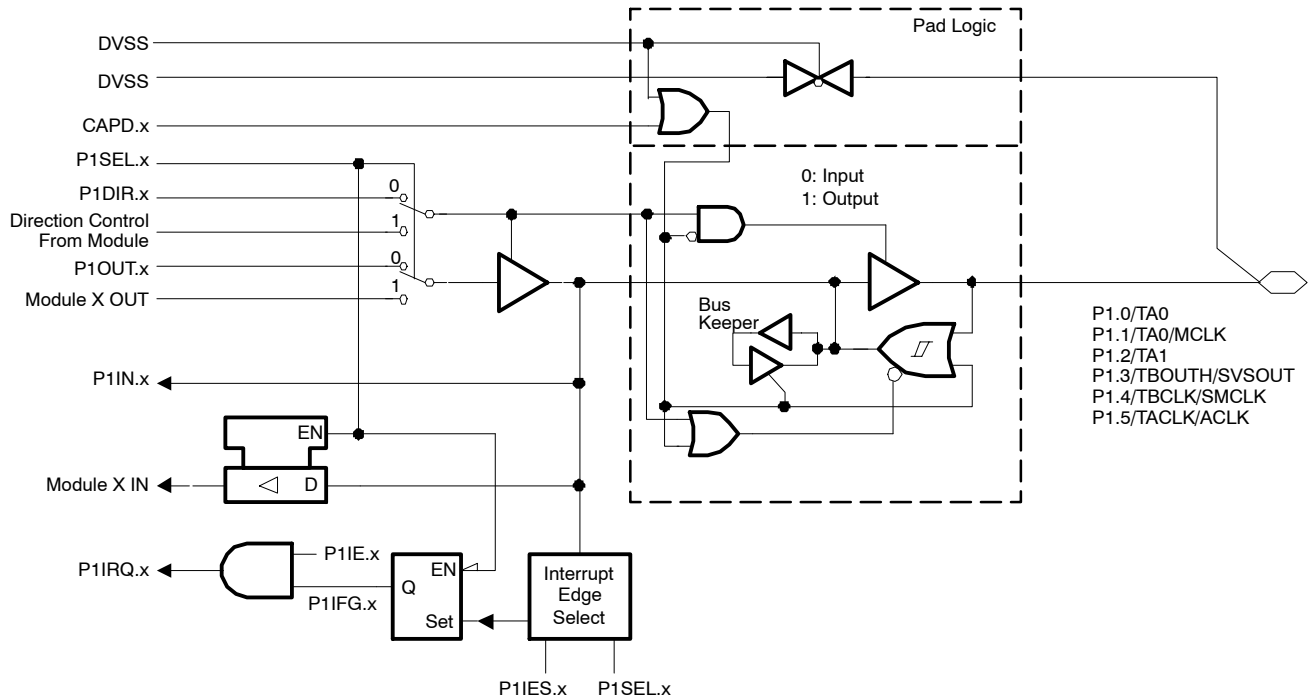 Pad Logic
DVSS
DVSS
CAPD.x
P1SEL.x
0: Input
1: Output
P1DIR.x
0
Direction Control
From Module
1
P1OUT.x
0
Module X OUT
1
Bus
Keeper
P1.0/TA0
P1.1/TA0/MCLK
P1.2/TA1
P1.3/TBOUTH/SVSOUT
P1.4/TBCLK/SMCLK
P1.5/TACLK/ACLK
P1IN.x
EN
Module X IN
D
P1IRQ.x
P1IE.x
P1IFG.x
EN
Q
Set
Interrupt
Edge
Select
P1IES.x
P1SEL.x